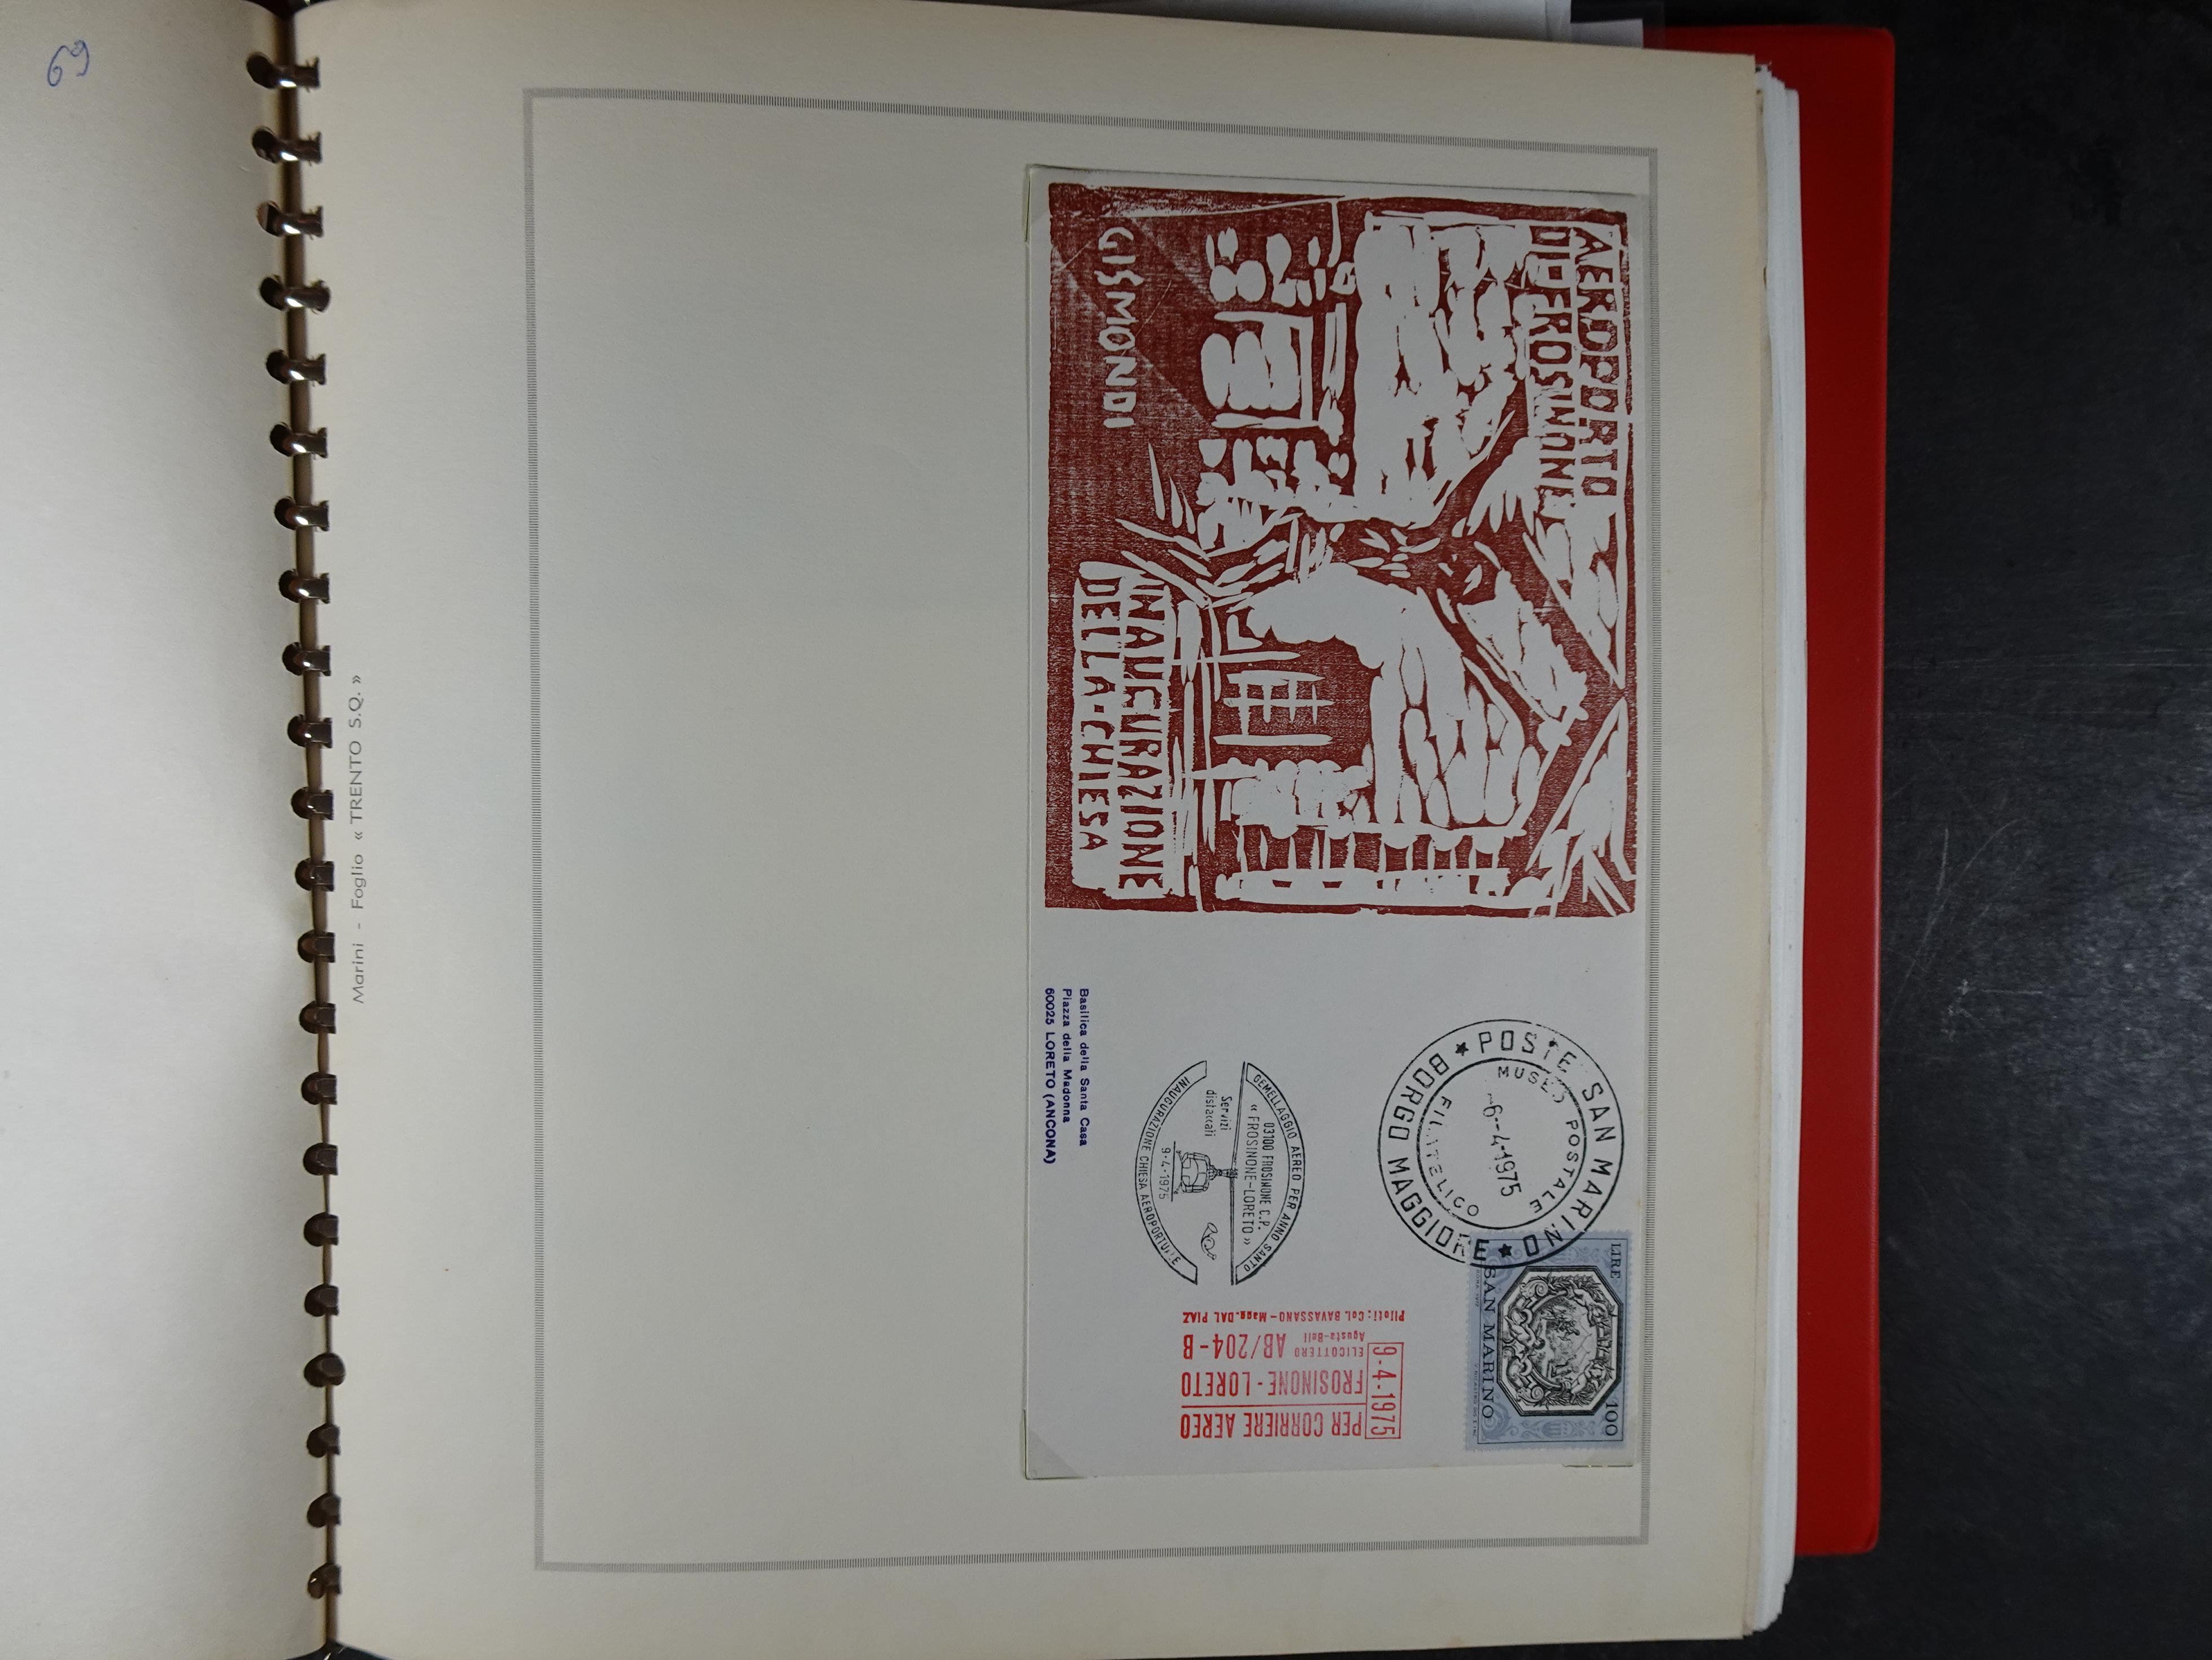 69
Marini - Foglio « TRENTO S.Q. »
AEROPORTO
DI FROSINONE
GISMONDI
INAUGURAZIONE
DELLA CHIESA
★ POSTE SAN MARINO ★
BORGO MAGGIORE
MUSEO POSTALE E
FILATELICO
-6.-4-1975
LIRE 100
SAN MARINO
GEMELLAGGIO AEREO PER ANNO SANTO
03100 FROSINONE C.P.
« FROSINONE-LORETO »
Servizi
distaccati
9-4-1975
INAUGURAZIONE CHIESA AEROPORTUALE
9-4-1975
PER CORRIERE AEREO
FROSINONE-LORETO
ELICOTTERO AB/204-B
Agusta-Bell
Piloti: Col. BAVASSANO-Magg. DAL PIAZ
Basilica della Santa Casa
Piazza della Madonna
60025 LORETO (ANCONA)